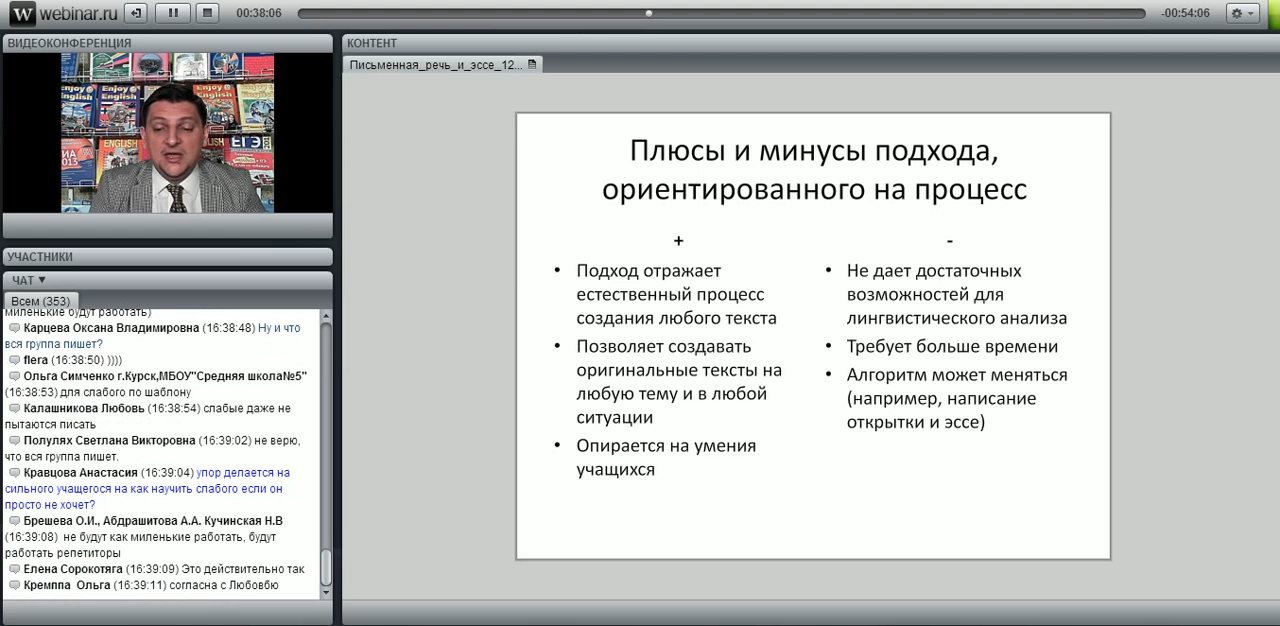 W webinar.ru
00:38:06
-00:54:06
ВИДЕОКОНФЕРЕНЦИЯ
Enjoy English
Enjoy English
ENGLISH
ЕГЭ
2013
УЧАСТНИКИ
ЧАТ
Всем (353)
миленькие будут работать)
Карцева Оксана Владимировна (16:38:48) Ну и что
вся группа пишет?
flera (16:38:50) ))))
Ольга Симченко г.Курск,МБОУ"Средняя школа№5"
(16:38:53) для слабого по шаблону
Калашникова Любовь (16:38:54) слабые даже не
пытаются писать
Полулях Светлана Викторовна (16:39:02) не верю,
что вся группа пишет.
Кравцова Анастасия (16:39:04) упор делается на
сильного учащегося на как научить слабого если он
просто не хочет?
Брешева О.И., Абдрашитова А.А. Кучинская Н.В
(16:39:08) не будут как миленькие работать, будут
работать репетиторы
Елена Сорокотяга (16:39:09) Это действительно так
Кремппа Ольга (16:39:11) согласна с Любовбю
КОНТЕНТ
Письменная_речь_и_эссе_12...
Плюсы и минусы подхода,
ориентированного на процесс
+
• Подход отражает
естественный процесс
создания любого текста
• Позволяет создавать
оригинальные тексты на
любую тему и в любой
ситуации
• Опирается на умения
учащихся
-
• Не дает достаточных
возможностей для
лингвистического анализа
• Требует больше времени
• Алгоритм может меняться
(например, написание
открытки и эссе)